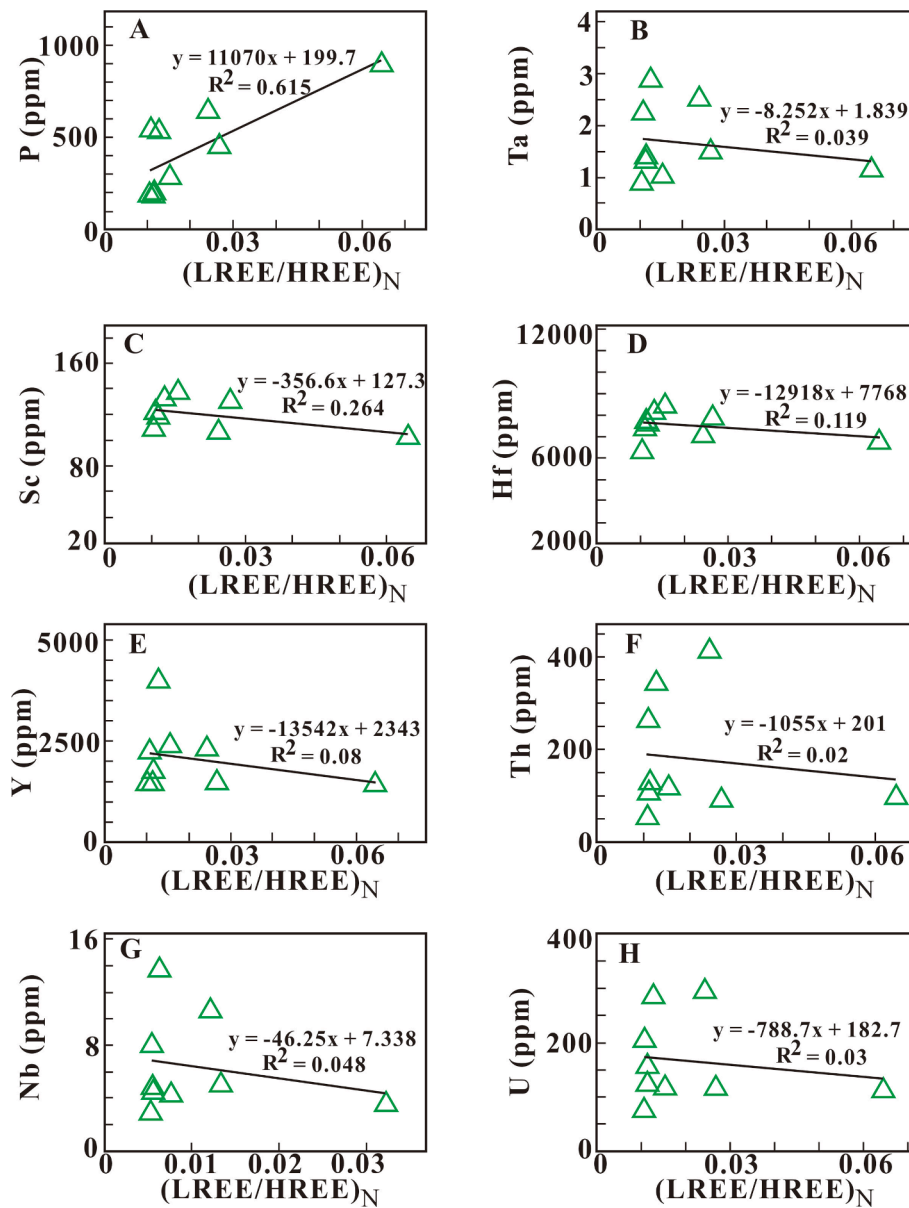 A
P (ppm)
1000
500
0
y = 11070x + 199.7
R2 = 0.615
0
0.03
0.06
(LREE/HREE)N
B
Ta (ppm)
4
3
2
1
0
y = -8.252x + 1.839
R2 = 0.039
0
0.03
0.06
(LREE/HREE)N
C
Sc (ppm)
160
80
20
y = -356.6x + 127.3
R2 = 0.264
0
0.03
0.06
(LREE/HREE)N
D
Hf (ppm)
12000
6000
2000
y = -12918x + 7768
R2 = 0.119
0
0.03
0.06
(LREE/HREE)N
E
Y (ppm)
5000
2500
0
y = -13542x + 2343
R2 = 0.08
0
0.03
0.06
(LREE/HREE)N
F
Th (ppm)
400
200
0
y = -1055x + 201
R2 = 0.02
0
0.03
0.06
(LREE/HREE)N
G
Nb (ppm)
16
8
0
y = -46.25x + 7.338
R2 = 0.048
0
0.01
0.02
0.03
(LREE/HREE)N
H
U (ppm)
400
200
0
y = -788.7x + 182.7
R2 = 0.03
0
0.03
0.06
(LREE/HREE)N